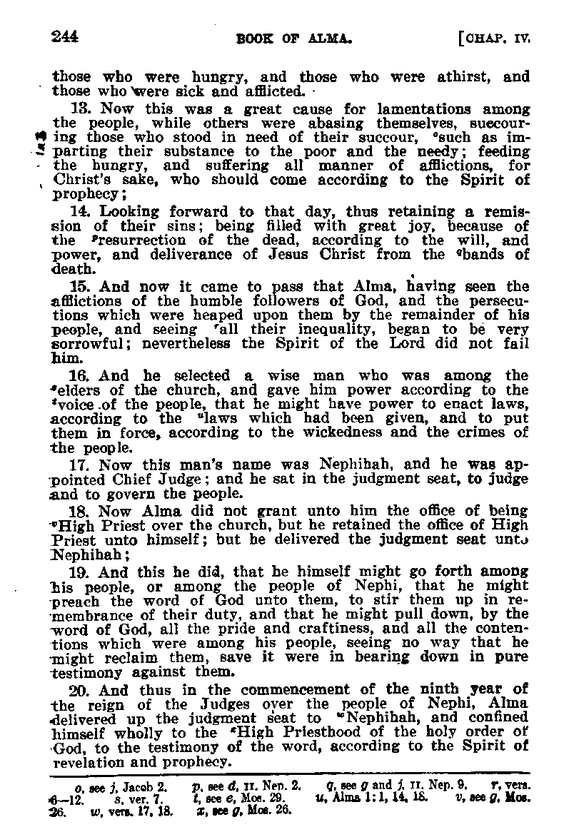 244 BOOK OF ALMA. [CHAP. IV.
those who were hungry, and those who were athirst, and
those who were sick and afflicted.
13. Now this was a great cause for lamentations among
the people, while others were abasing themselves, succour-
ing those who stood in need of their succour, °such as im-
parting their substance to the poor and the needy; feeding
the hungry, and suffering all manner of afflictions, for
Christ's sake, who should come according to the Spirit of
prophecy;
14. Looking forward to that day, thus retaining a remis-
sion of their sins; being filled with great joy, because of
the ᵖresurrection of the dead, according to the will, and
power, and deliverance of Jesus Christ from the qbands of
death.
15. And now it came to pass that Alma, having seen the
afflictions of the humble followers of God, and the persecu-
tions which were heaped upon them by the remainder of his
people, and seeing ʳall their inequality, began to be very
sorrowful; nevertheless the Spirit of the Lord did not fail
him.
16. And he selected a wise man who was among the
ˢelders of the church, and gave him power according to the
ᵗvoice of the people, that he might have power to enact laws,
according to the ᵘlaws which had been given, and to put
them in force, according to the wickedness and the crimes of
the people.
17. Now this man's name was Nephihah, and he was ap-
pointed Chief Judge; and he sat in the judgment seat, to judge
and to govern the people.
18. Now Alma did not grant unto him the office of being
ᵛHigh Priest over the church, but he retained the office of High
Priest unto himself; but he delivered the judgment seat unto
Nephihah;
19. And this he did, that he himself might go forth among
his people, or among the people of Nephi, that he might
preach the word of God unto them, to stir them up in re-
membrance of their duty, and that he might pull down, by the
word of God, all the pride and craftiness, and all the conten-
tions which were among his people, seeing no way that he
might reclaim them, save it were in bearing down in pure
testimony against them.
20. And thus in the commencement of the ninth year of
the reign of the Judges over the people of Nephi, Alma
delivered up the judgment seat to ʷNephihah, and confined
himself wholly to the ˣHigh Priesthood of the holy order of
God, to the testimony of the word, according to the Spirit of
revelation and prophecy.
o, see j, Jacob 2. p, see d, II. Nep. 2. q, see g and j, II. Nep. 9. r, vers.
6—12. s, ver. 7. t, see e, Mos. 29. u, Alma 1:1, 14, 18. v, see g, Mos.
26. w, vers. 17, 18. x, see g, Mos. 26.